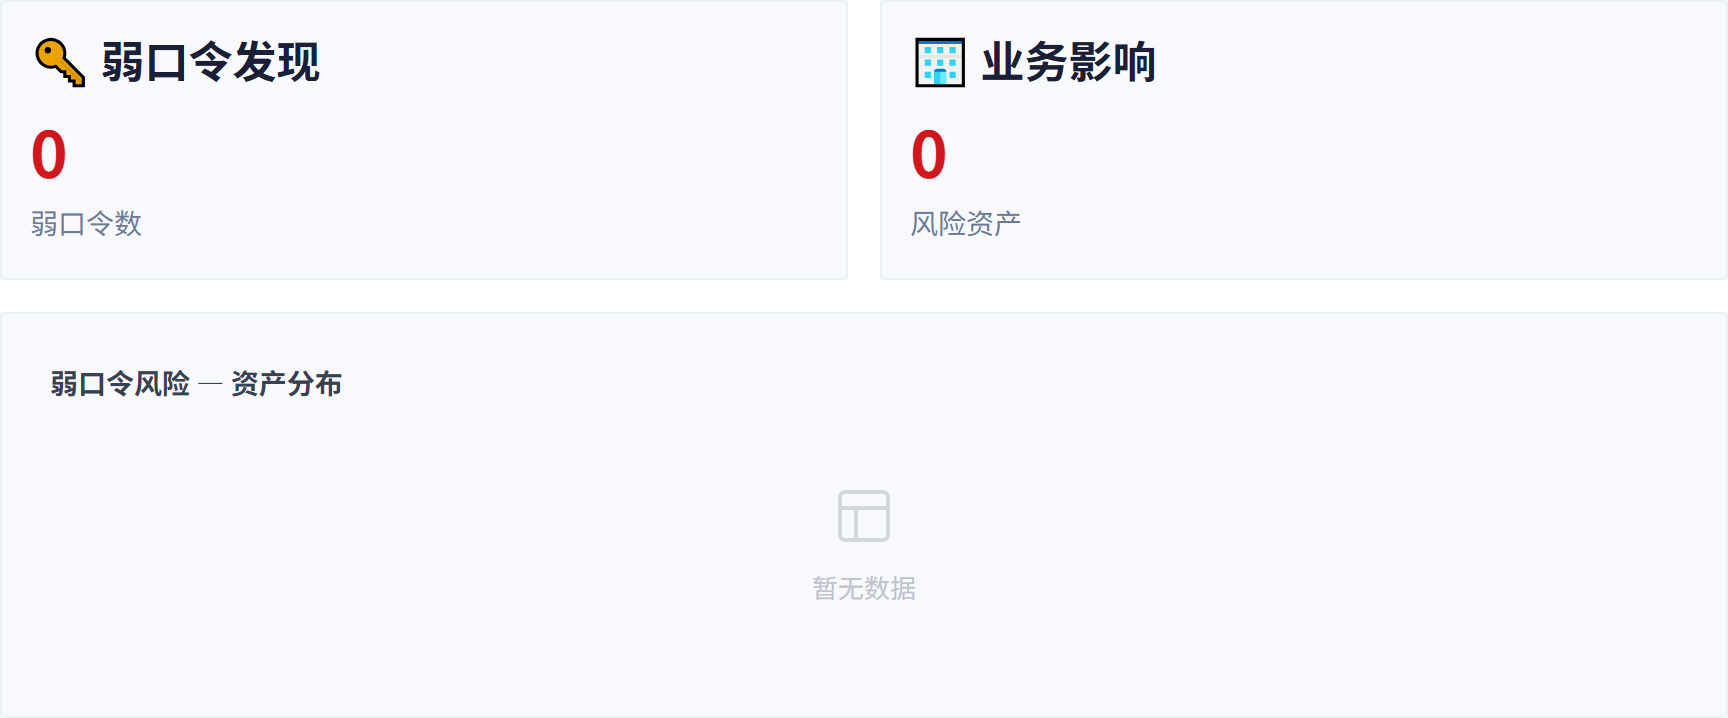 弱口令发现
0
弱口令数
业务影响
0
风险资产
弱口令风险 — 资产分布
暂无数据